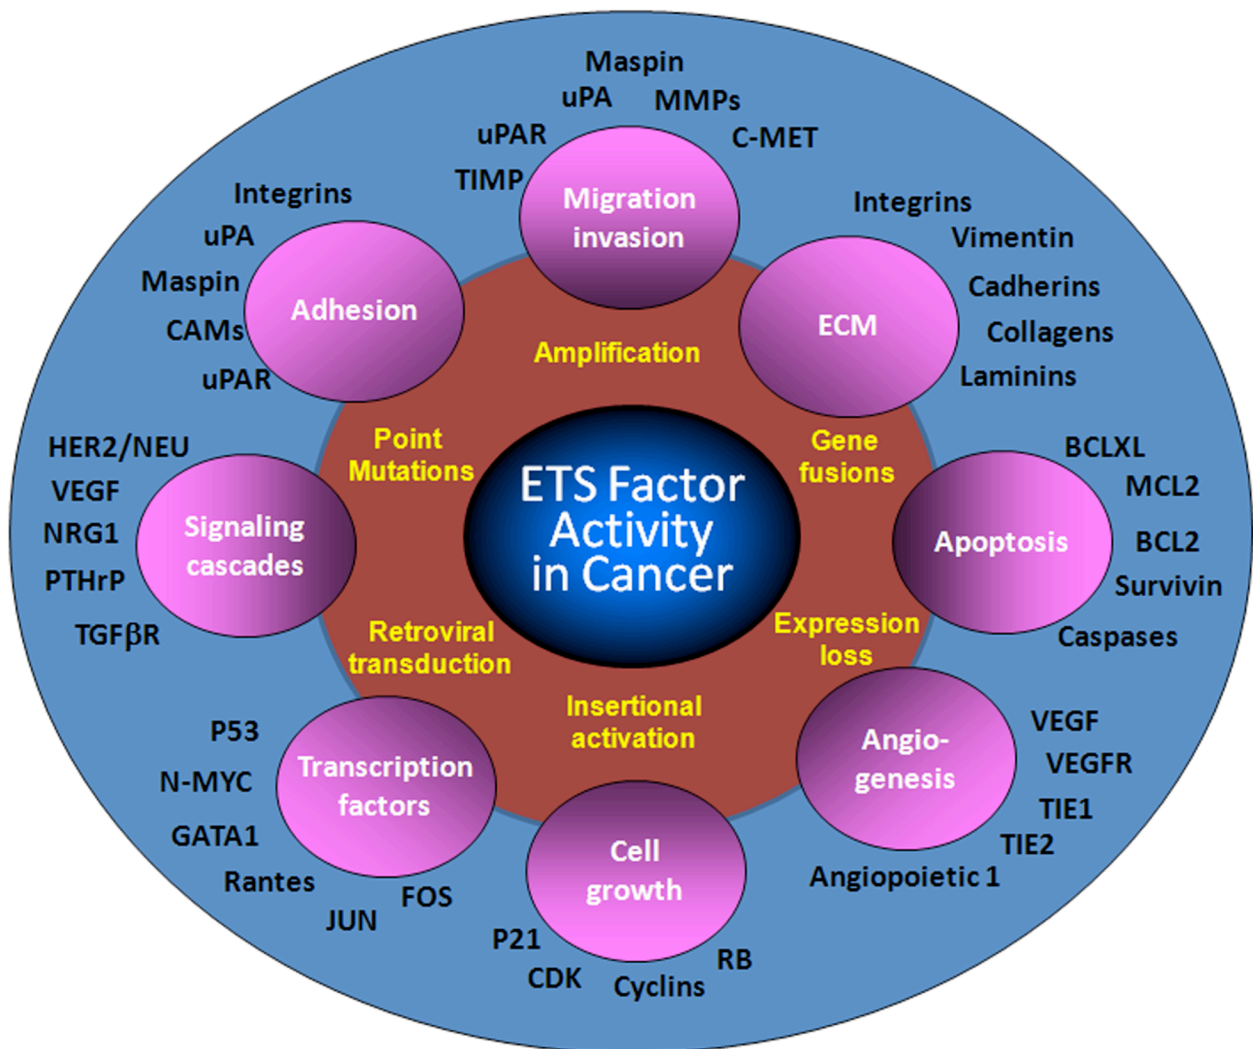 Maspin
uPA
MMPs
uPAR
C-MET
TIMP
Migration
invasion
Integrins
uPA
Maspin
CAMs
uPAR
Adhesion
Integrins
Vimentin
Cadherins
Collagens
Laminins
ECM
Amplification
Point
Mutations
Gene
fusions
ETS Factor
Activity
in Cancer
HER2/NEU
VEGF
NRG1
PTHrP
TGFβR
Signaling
cascades
BCLXL
MCL2
BCL2
Survivin
Caspases
Apoptosis
Retroviral
transduction
Expression
loss
Insertional
activation
P53
N-MYC
GATA1
Rantes
JUN
FOS
Transcription
factors
Cell
growth
P21
CDK
Cyclins
RB
Angio-
genesis
VEGF
VEGFR
TIE1
TIE2
Angiopoietic 1